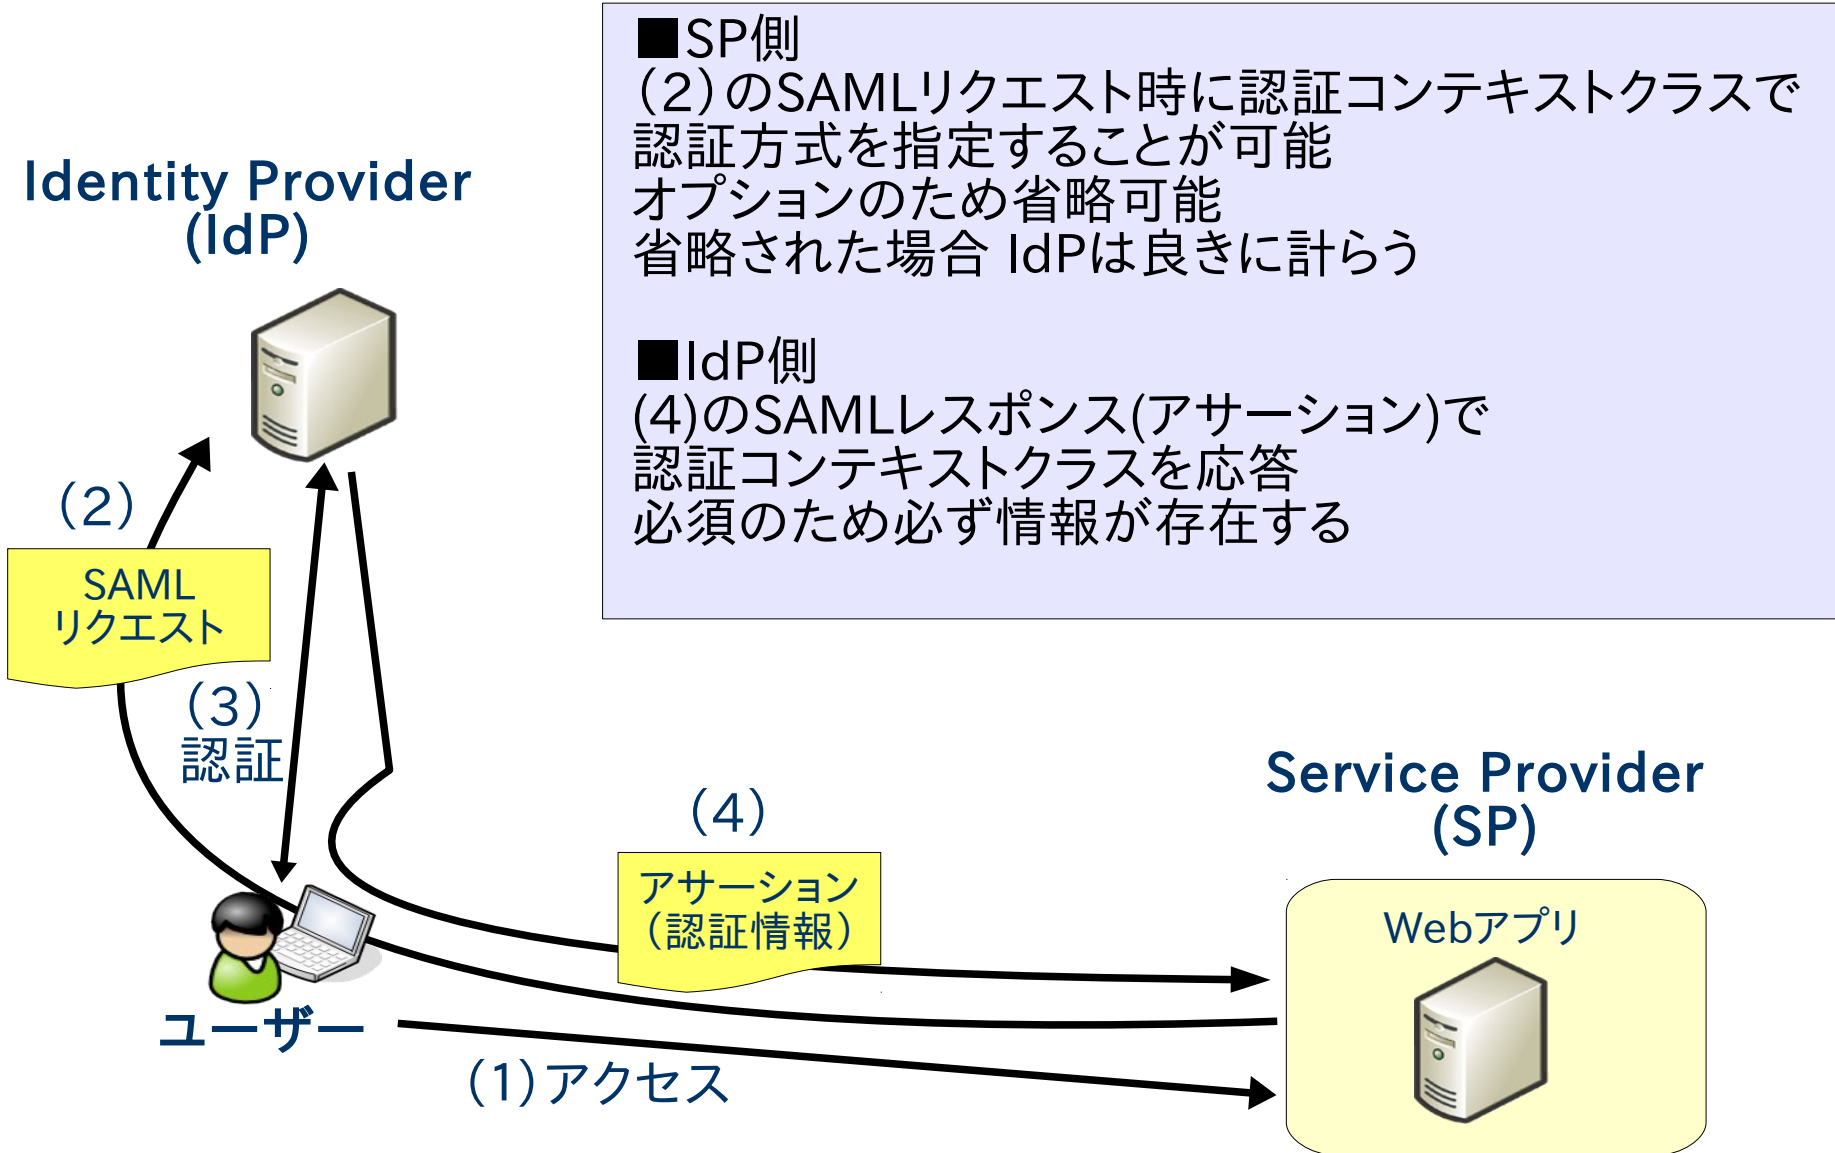 ■SP側
（2）のSAMLリクエスト時に認証コンテキストクラスで
認証方式を指定することが可能
オプションのため省略可能
省略された場合 IdPは良きに計らう
■IdP側
(4)のSAMLレスポンス(アサーション)で
認証コンテキストクラスを応答
必須のため必ず情報が存在する
Identity Provider
(IdP)
（2）
SAML
リクエスト
（3）
認証
（4）
アサーション
（認証情報）
Service Provider
(SP)
Webアプリ
ユーザー
（1）アクセス